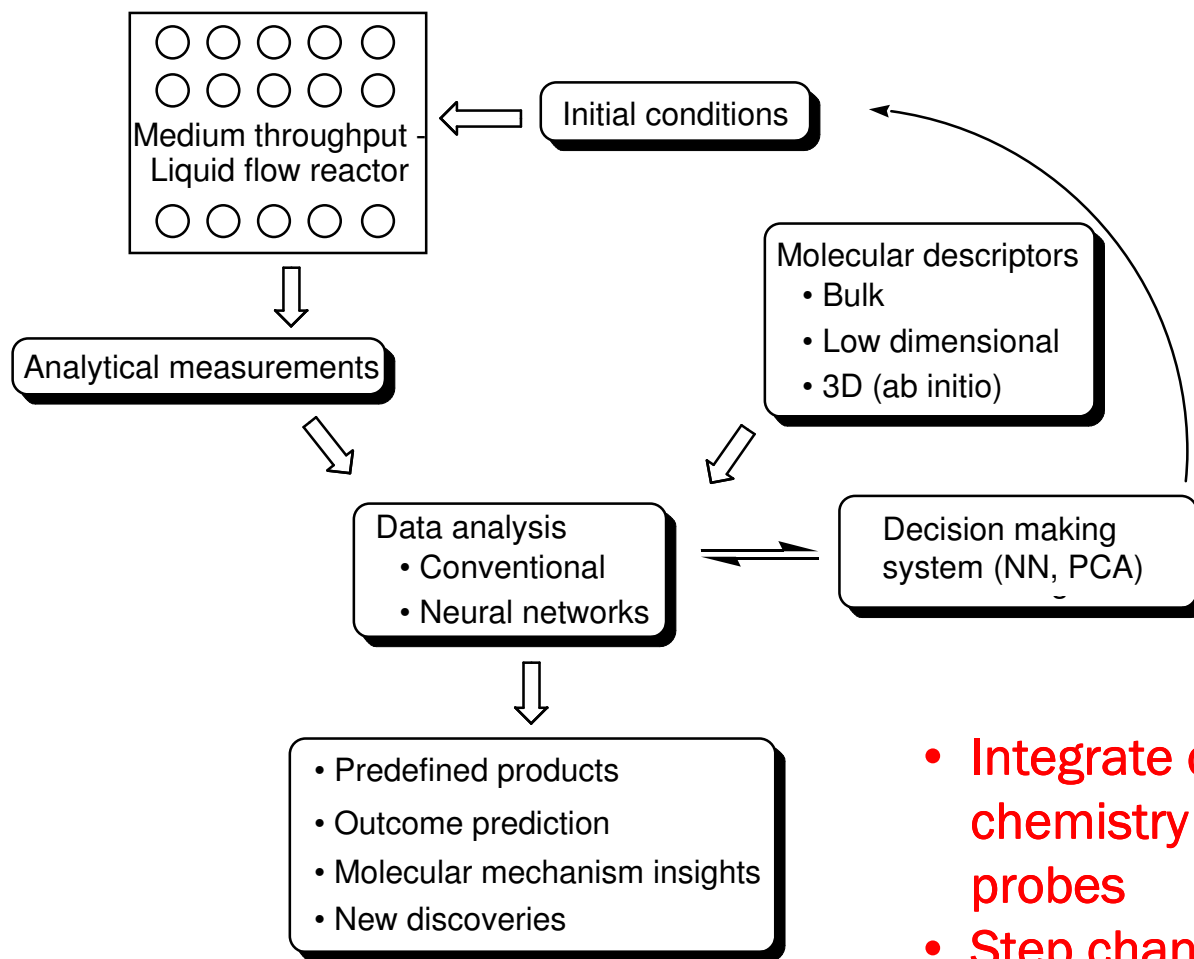 Medium throughput -
Liquid flow reactor
Initial conditions
Molecular descriptors
• Bulk
• Low dimensional
• 3D (ab initio)
Analytical measurements
Data analysis
• Conventional
• Neural networks
Decision making
system (NN, PCA)
• Predefined products
• Outcome prediction
• Molecular mechanism insights
• New discoveries
• Integrate
chemistry
probes
• Step